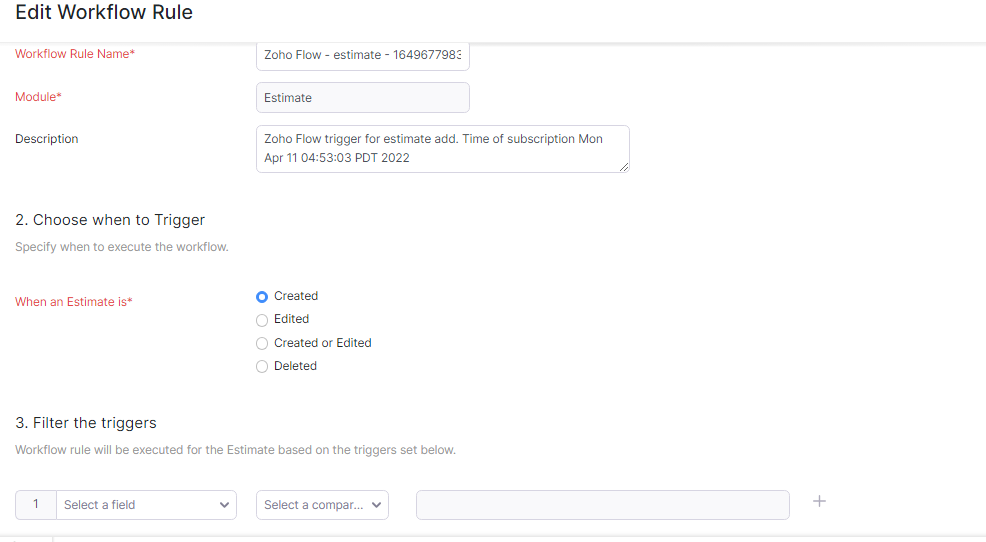 Edit Workflow Rule
Workflow Rule Name*
Zoho Flow - estimate - 1649677983
Module*
Estimate
Description
Zoho Flow trigger for estimate add. Time of subscription Mon
Apr 11 04:53:03 PDT 2022
2. Choose when to Trigger
Specify when to execute the workflow.
When an Estimate is*
Created
Edited
Created or Edited
Deleted
3. Filter the triggers
Workflow rule will be executed for the Estimate based on the triggers set below.
1 Select a field Select a compar... +